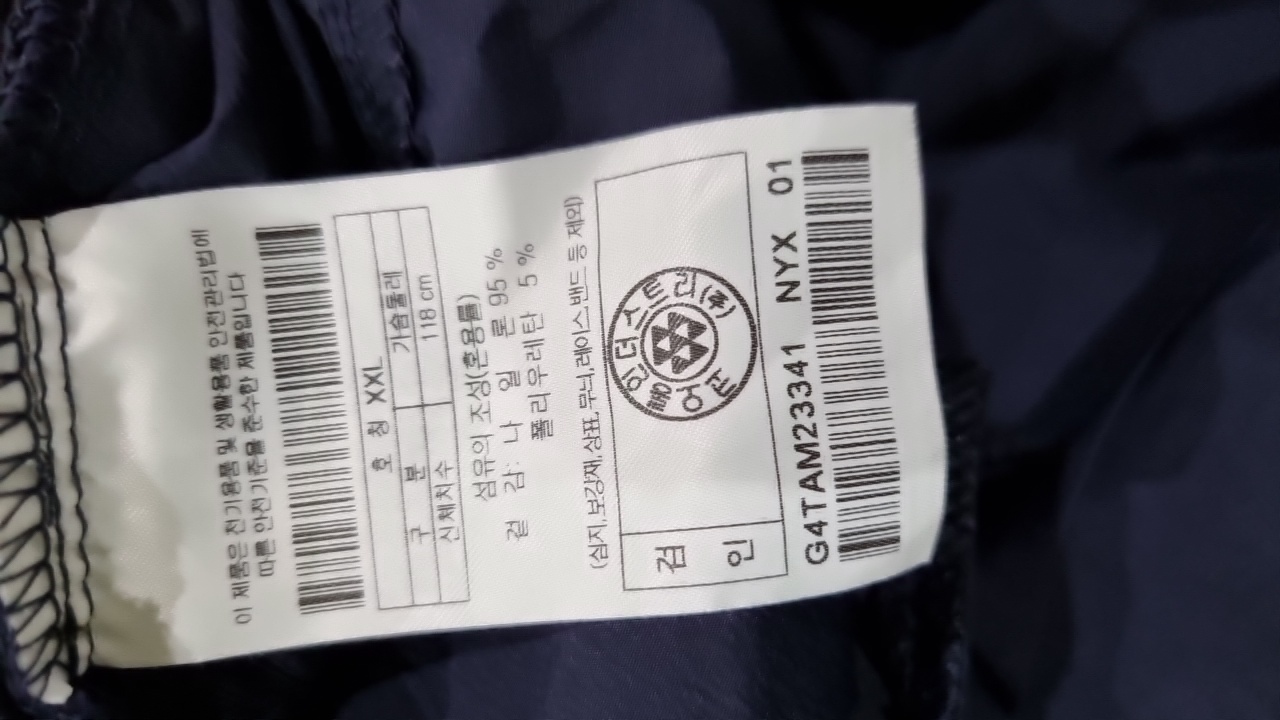 이 제품은 전기용품 및 생활용품 안전관리법에
따른 안전기준을 준수한 제품입니다
호 칭 XXL
구 분 가슴둘레
신체치수 118 cm
섬유의 조성(혼용률)
겉 감: 나 일 론 95 %
폴리우레탄 5 %
(심지,보강재,상표,무늬,레이스,밴드 등 제외)
검 인
인더스트리(주)
G4TAM23341 NYX 01